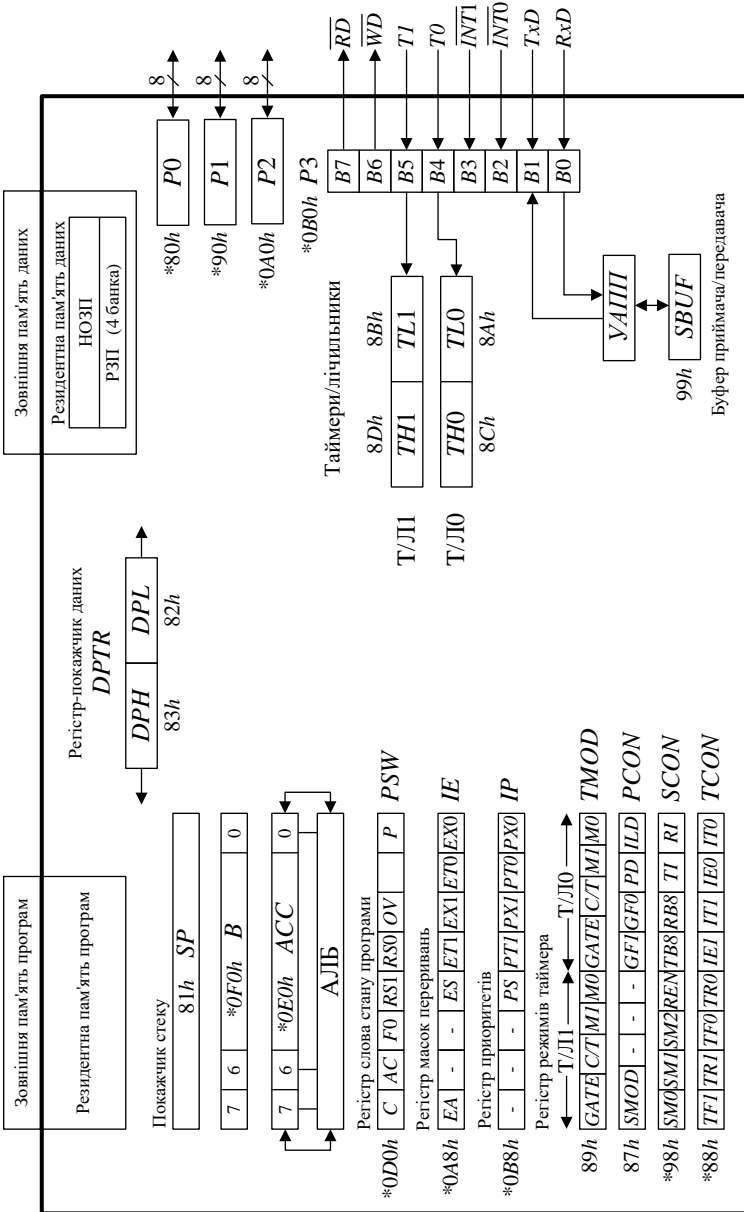 Зовнішня пам'ять програм
Резидентна пам'ять програм
Регістр-покажчик даних
DPTR
DPH DPL
83h 82h
Зовнішня пам'ять даних
Резидентна пам'ять даних
НОЗП
РЗП (4 банка)
Покажчик стеку
81h SP
7 6 *0F0h B 0
7 6 *0E0h ACC 0
АЛБ
Регістр слова стану програми
*0D0h C AC F0 RS1 RS0 OV P PSW
Регістр масок переривань
*0A8h EA - - ES ET1 EX1 ET0 EX0 IE
Регістр приоритетів
*0B8h - - - PS PT1 PX1 PT0 PX0 IP
Регістр режимів таймера
Т/Л1 Т/Л0
89h GATE C/T M1 M0 GATE C/T M1 M0 TMOD
87h SMOD - - - GF1 GF0 PD ILD PCON
*98h SM0 SM1 SM2 REN TB8 RB8 TI RI SCON
*88h TF1 TR1 TF0 TR0 IE1 IT1 IE0 IT0 TCON
*80h P0 8
*90h P1 8
*0A0h P2 8
*0B0h P3
Таймери/лічильники
8Dh 8Bh
Т/Л1 TH1 TL1
Т/Л0 TH0 TL0
8Ch 8Ah
B7 RD
B6 WD
B5 T1
B4 T0
B3 INT1
B2 INT0
B1 TxD
B0 RxD
УАПП
99h SBUF
Буфер приймача/передавача